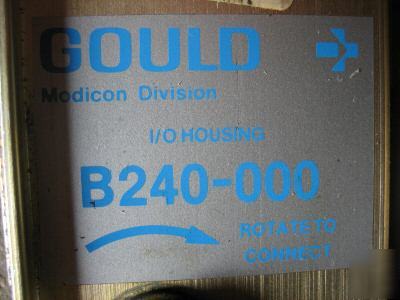 GOULD
Modicon Division
I/O HOUSING
B240-000
ROTATE TO
CONNECT